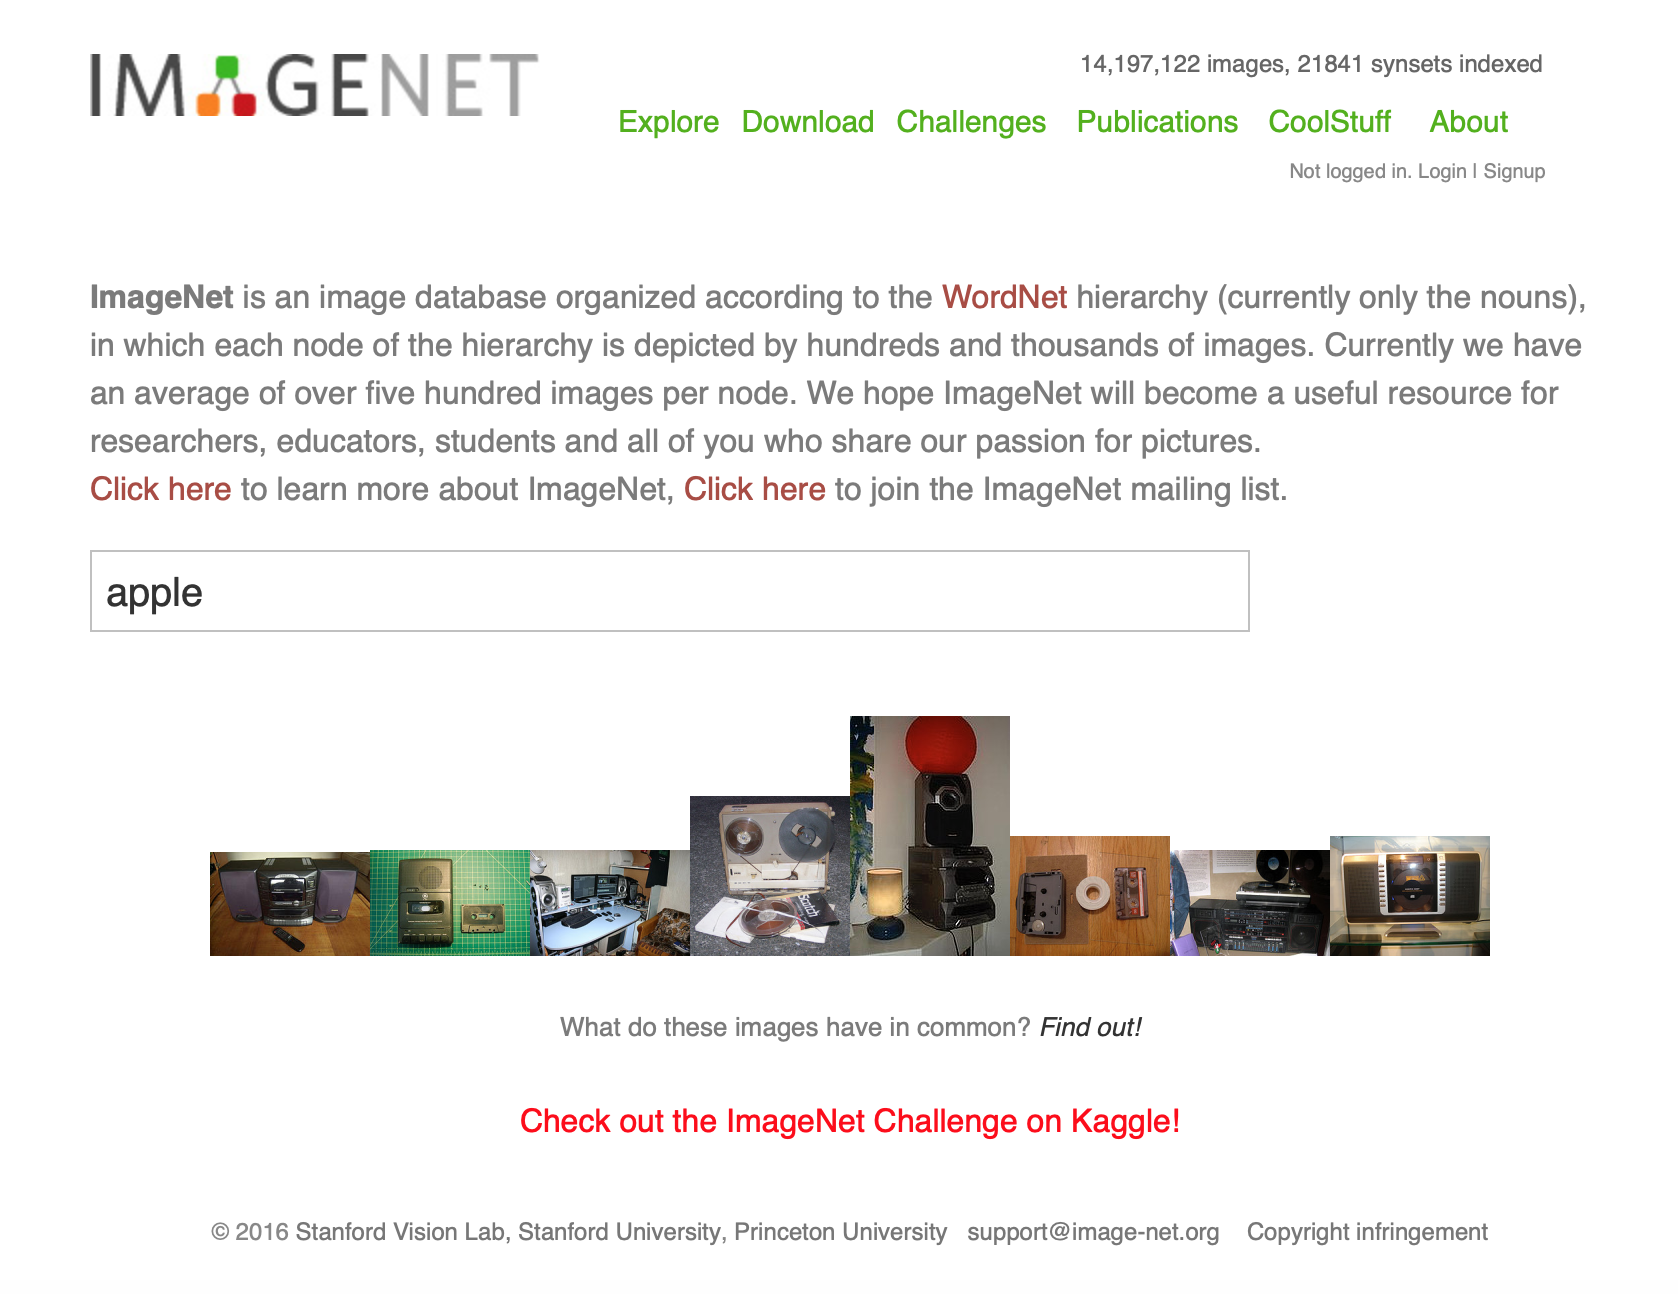 IMAGENET
14,197,122 images, 21841 synsets indexed
Explore Download Challenges Publications CoolStuff About
Not logged in. Login | Signup
ImageNet is an image database organized according to the WordNet hierarchy (currently only the nouns),
in which each node of the hierarchy is depicted by hundreds and thousands of images. Currently we have
an average of over five hundred images per node. We hope ImageNet will become a useful resource for
researchers, educators, students and all of you who share our passion for pictures.
Click here to learn more about ImageNet, Click here to join the ImageNet mailing list.
apple
Scotch
What do these images have in common? Find out!
Check out the ImageNet Challenge on Kaggle!
© 2016 Stanford Vision Lab, Stanford University, Princeton University support@image-net.org Copyright infringement